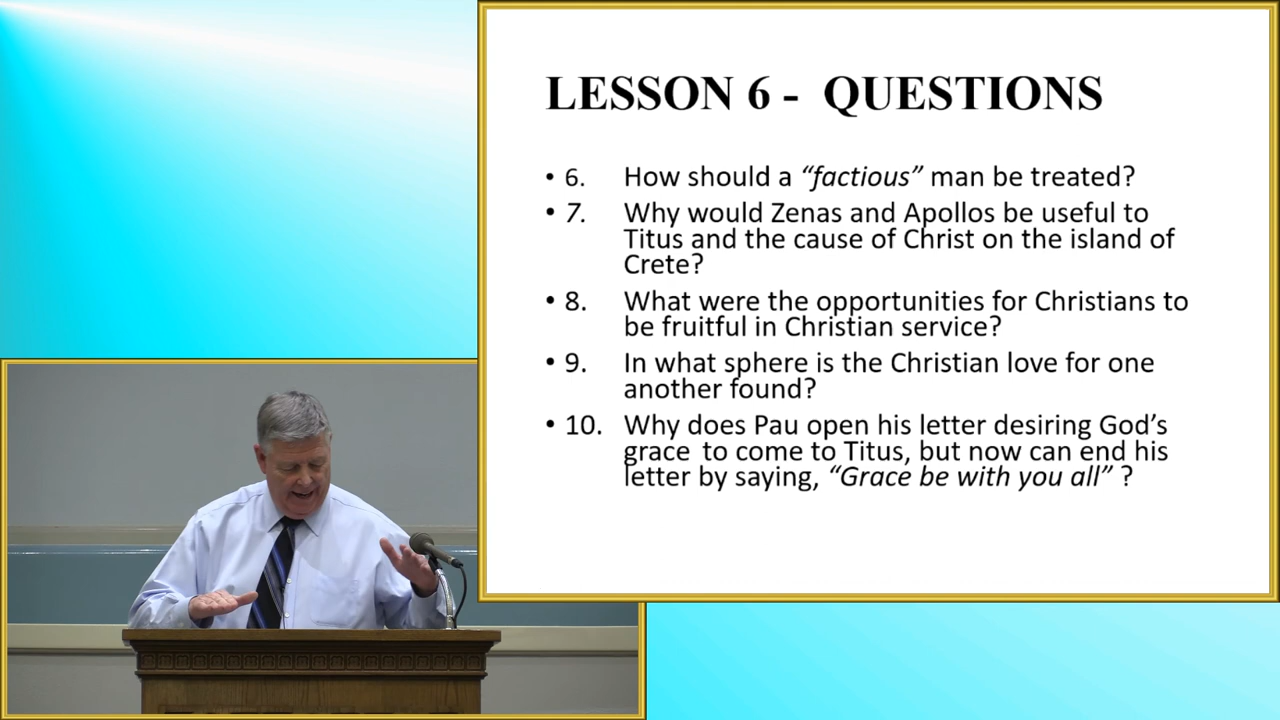 LESSON 6 - QUESTIONS
• 6. How should a “factious” man be treated?
• 7. Why would Zenas and Apollos be useful to
Titus and the cause of Christ on the island of
Crete?
• 8. What were the opportunities for Christians to
be fruitful in Christian service?
• 9. In what sphere is the Christian love for one
another found?
• 10. Why does Pau open his letter desiring God’s
grace to come to Titus, but now can end his
letter by saying, “Grace be with you all” ?